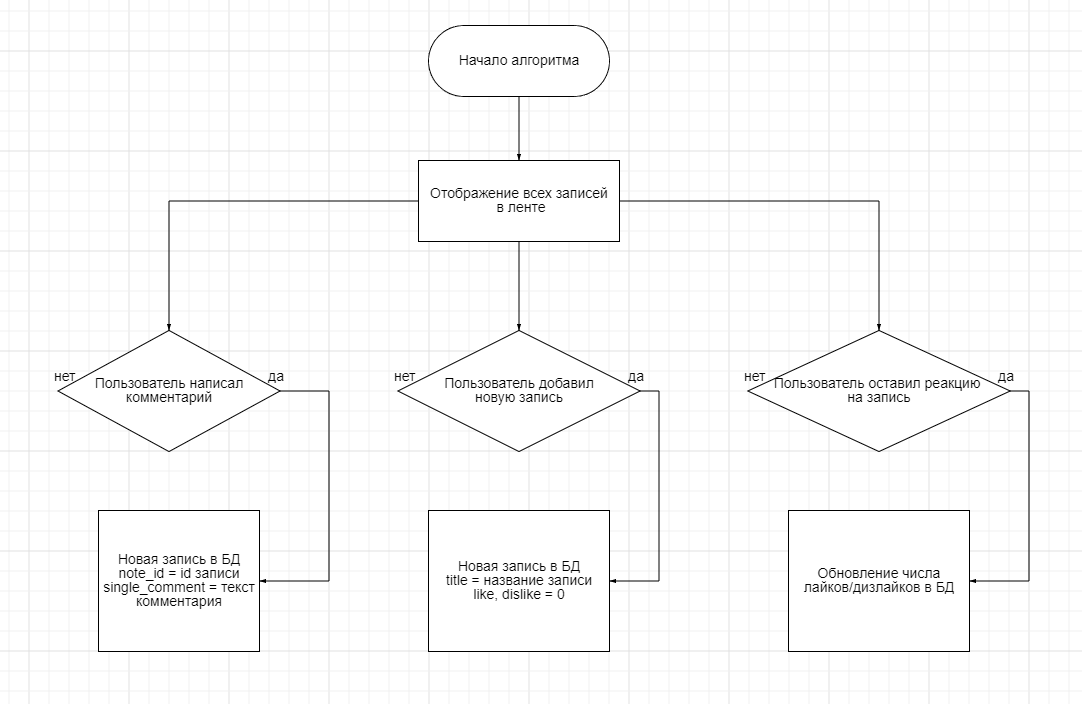 Начало алгоритма
Отображение всех записей
в ленте
нет
Пользователь написал
комментарий
да
нет
Пользователь добавил
новую запись
да
нет
Пользователь оставил реакцию
на запись
да
Новая запись в БД
note_id = id записи
single_comment = текст
комментария
Новая запись в БД
title = название записи
like, dislike = 0
Обновление числа
лайков/дизлайков в БД